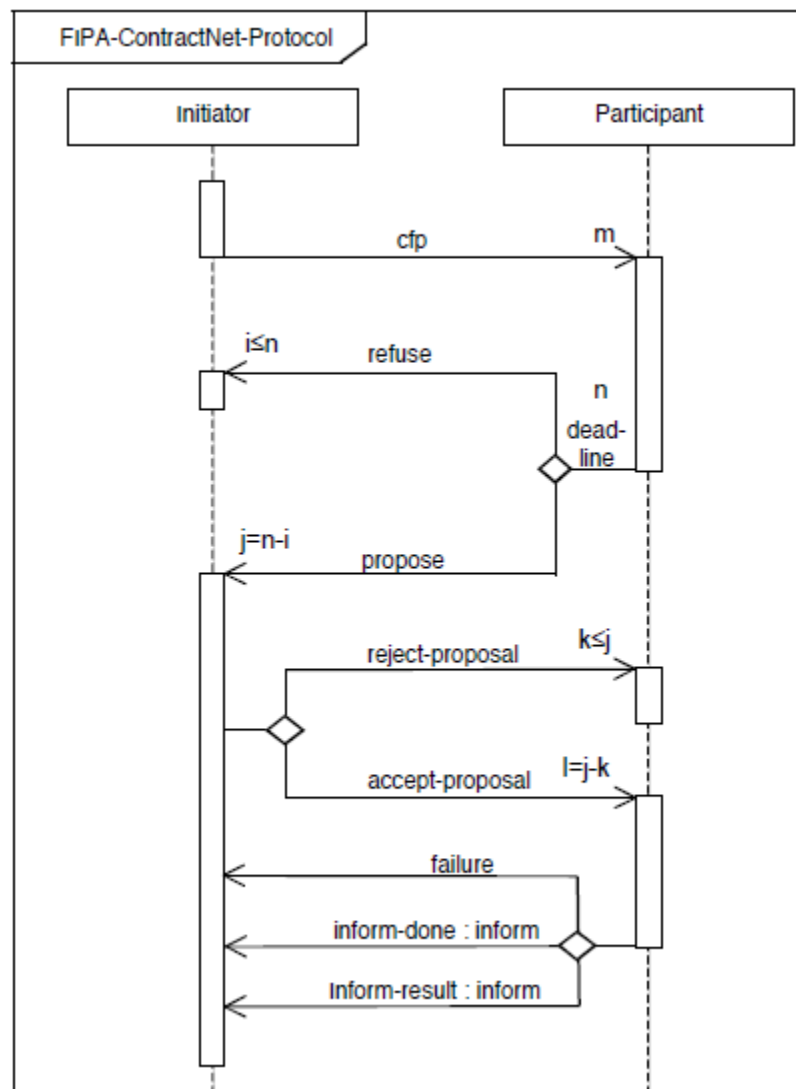 FIPA-ContractNet-Protocol
Initiator
Participant
cfp
m
i≤n
refuse
n
dead-
line
j=n-i
propose
reject-proposal
k≤j
accept-proposal
l=j-k
failure
inform-done : inform
Inform-result : inform